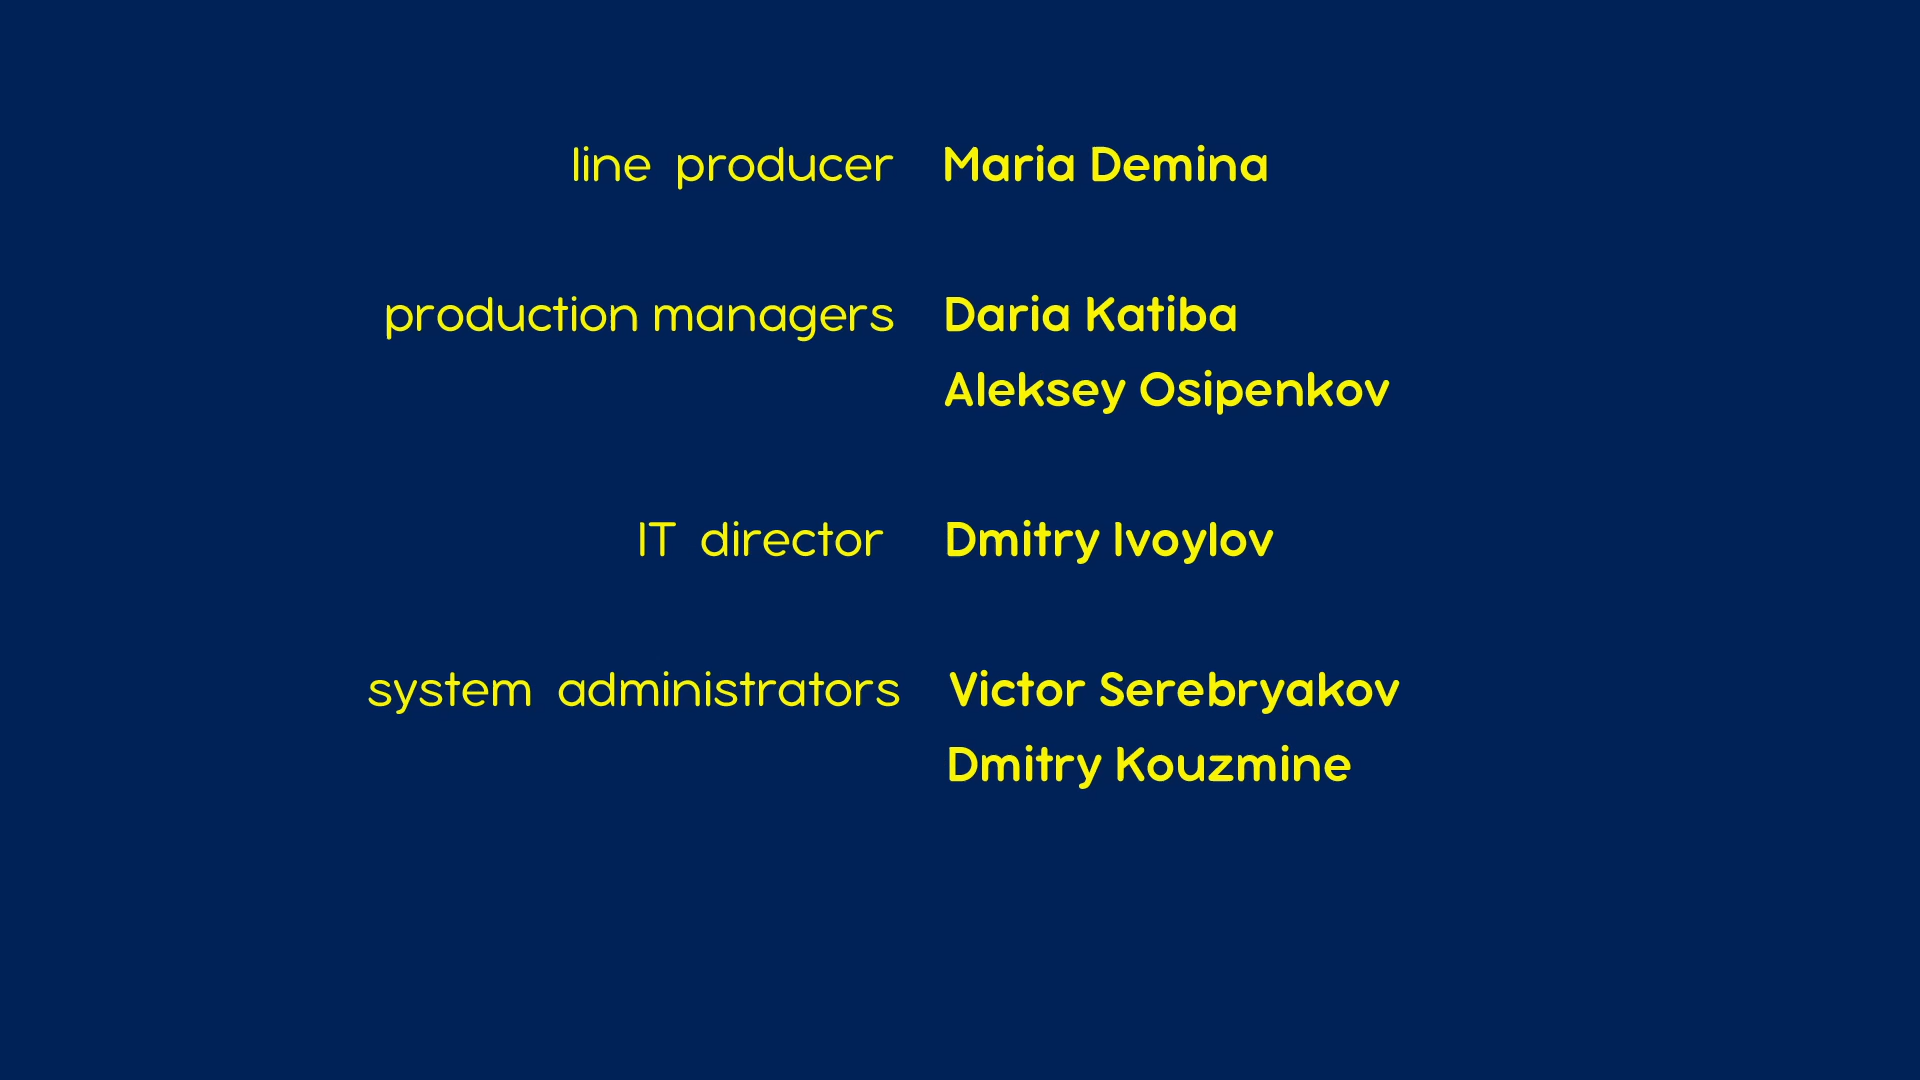 line producer Maria Demina
production managers Daria Katiba
Aleksey Osipenkov
IT director Dmitry Ivoylov
system administrators Victor Serebryakov
Dmitry Kouzmine